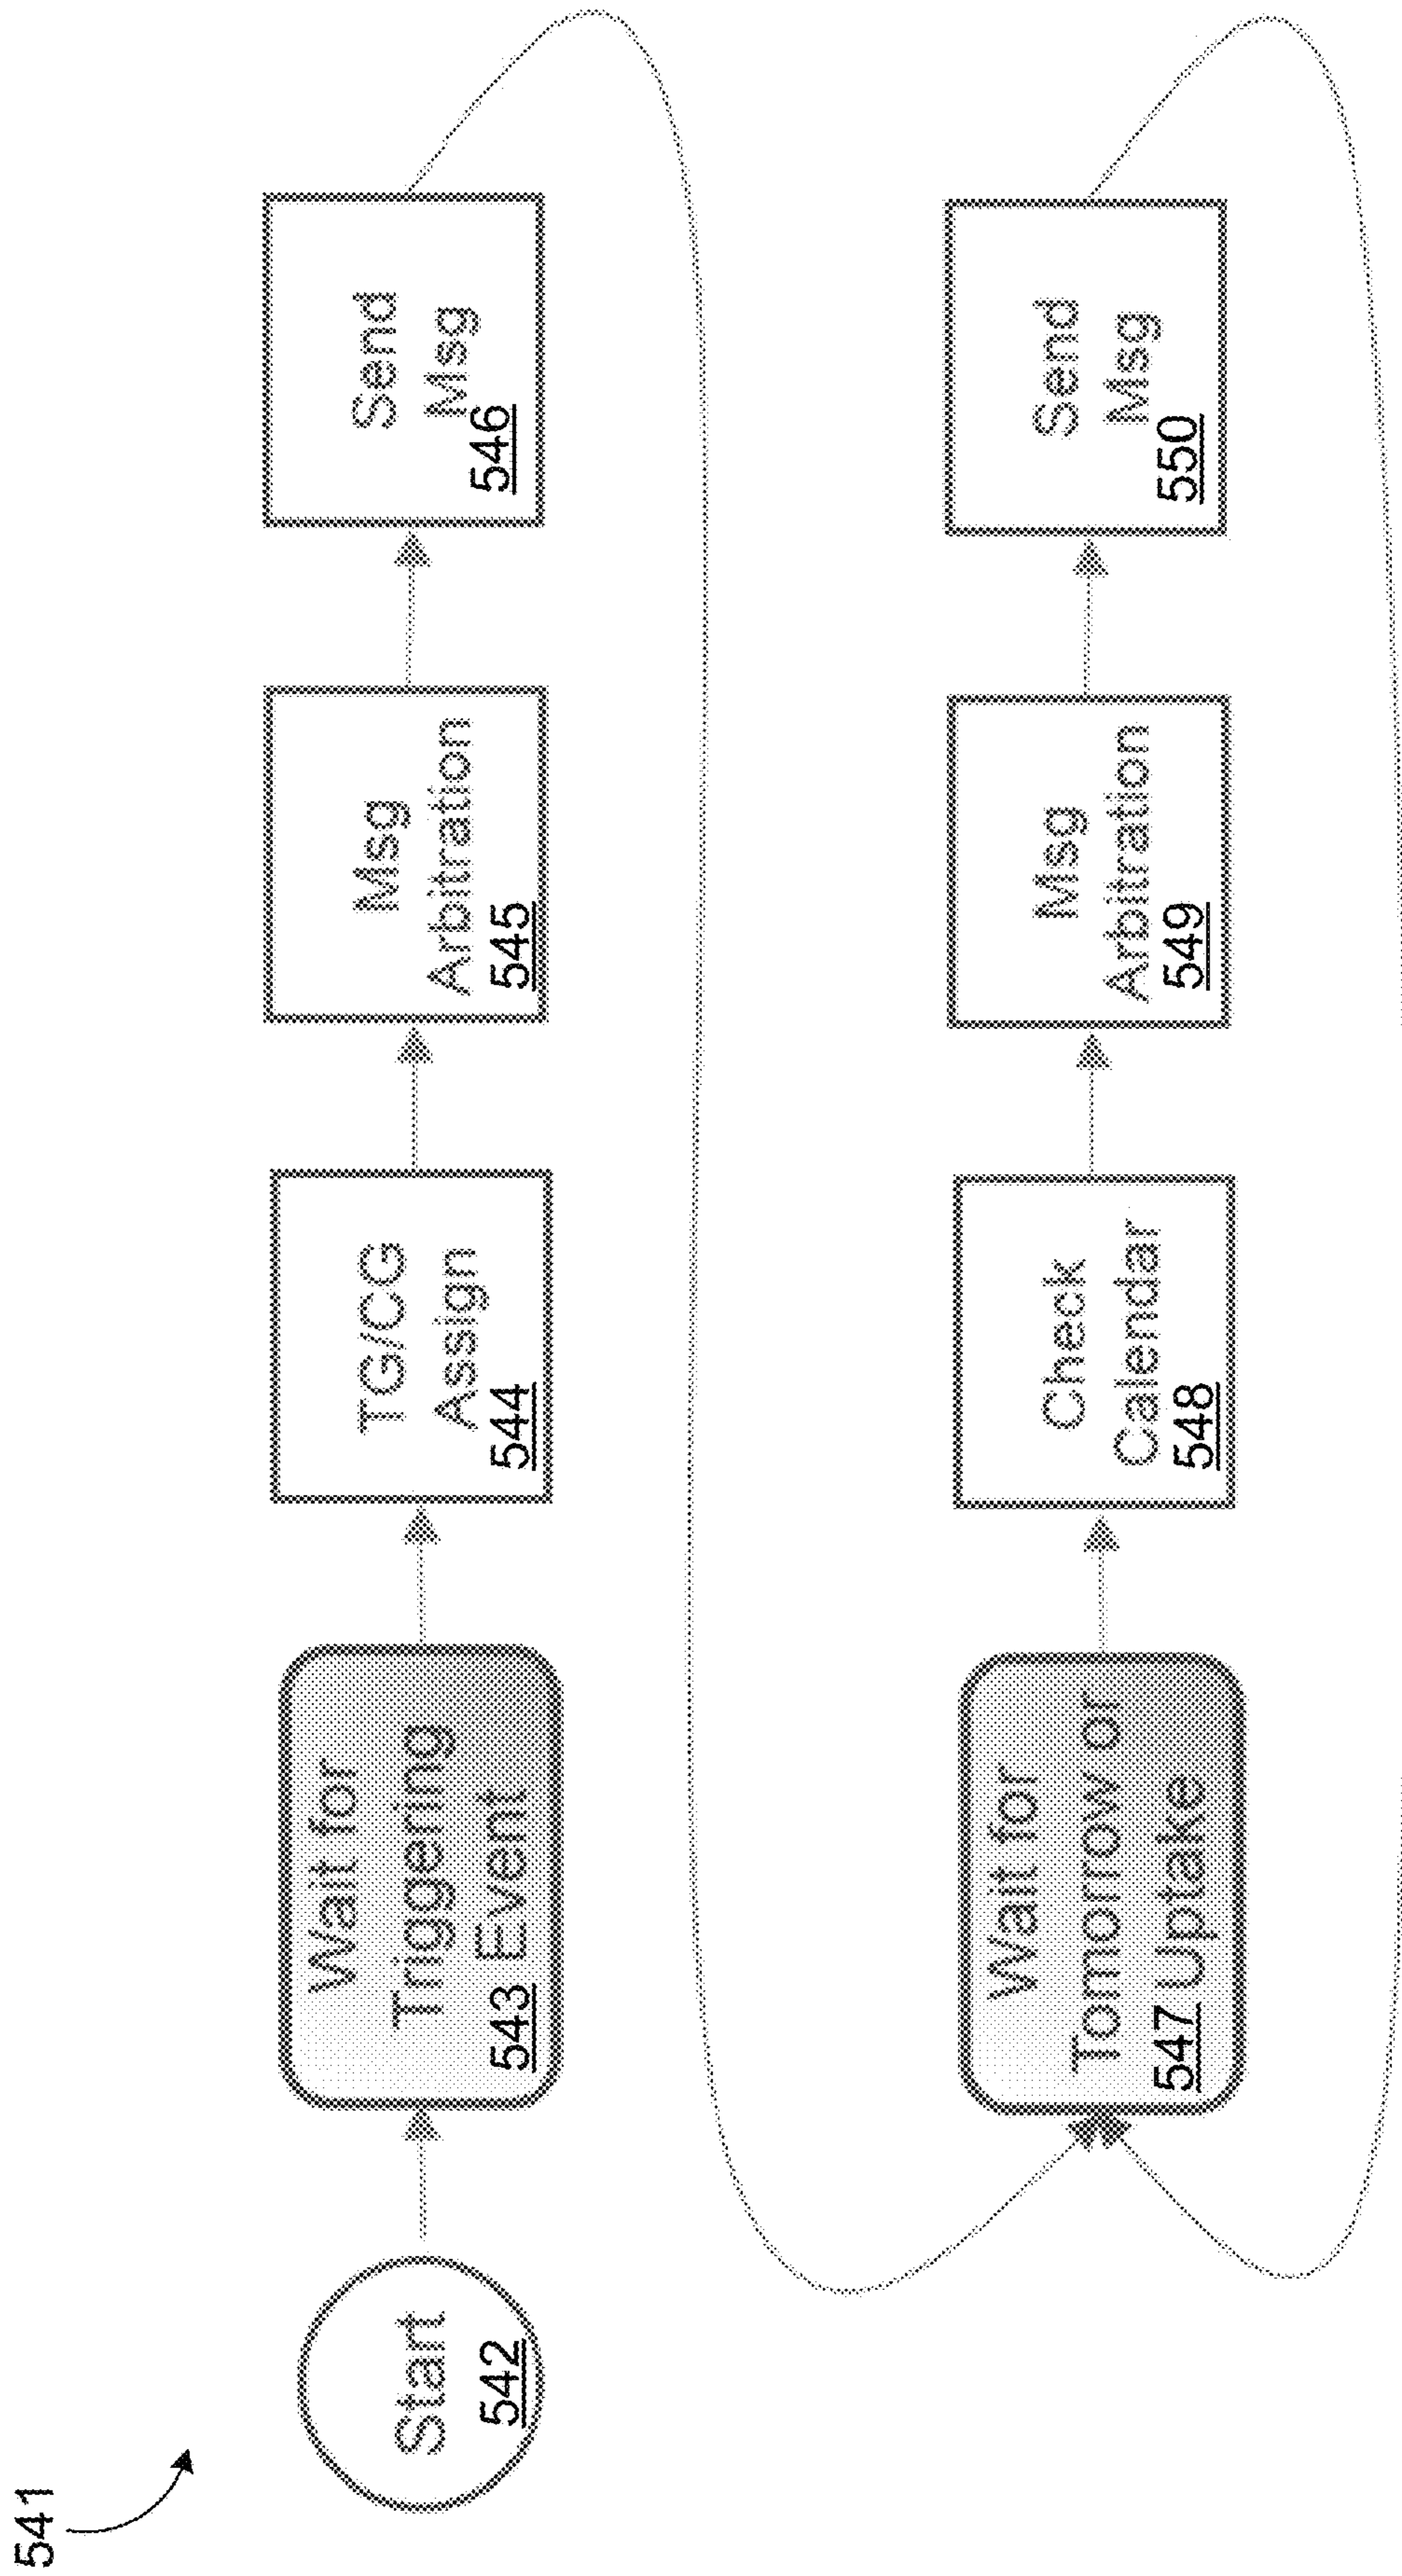 541
Start
542
Wait for
Triggering
543 Event
TG/CG
Assign
544
Msg
Arbitration
545
Send
Msg
546
Wait for
Tomorrow or
547 Uptake
Check
Calendar
548
Msg
Arbitration
549
Send
Msg
550